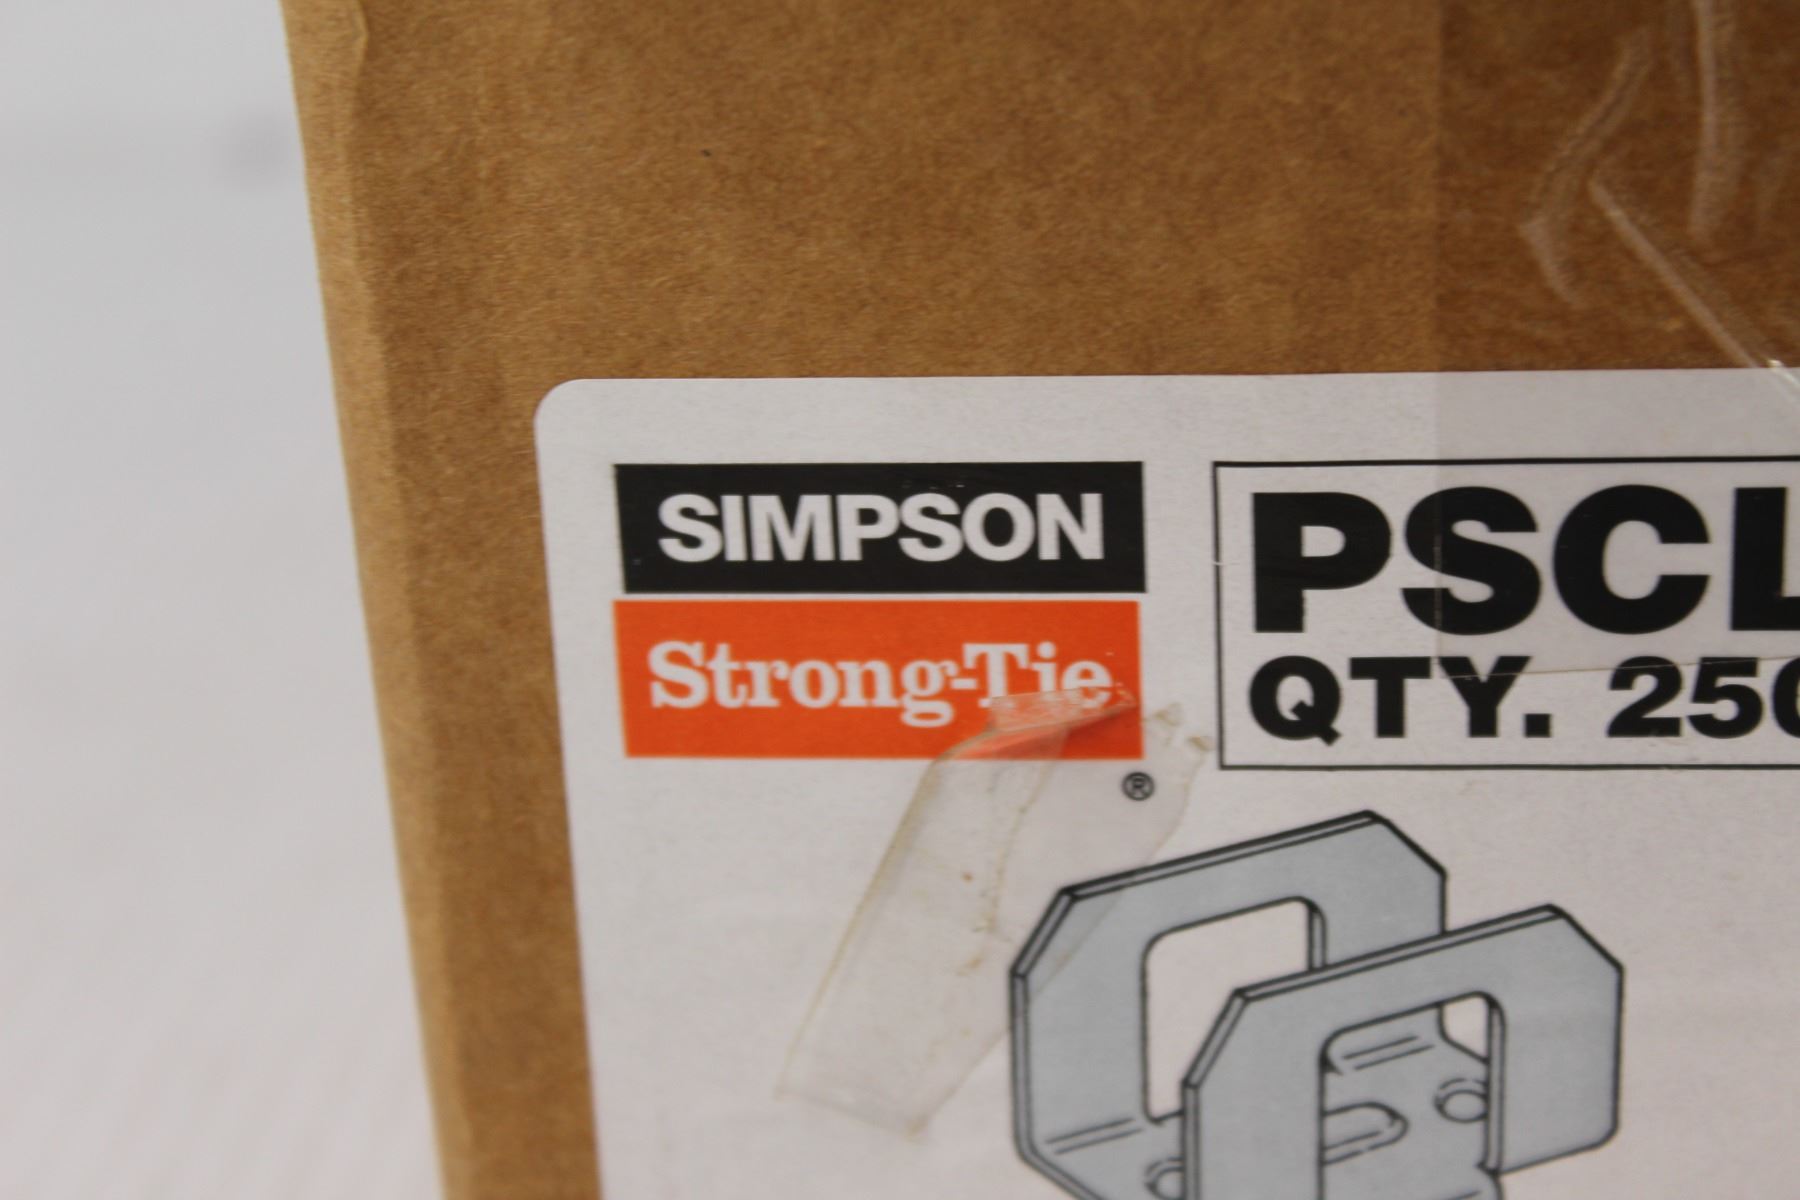 SIMPSON
Strong-Tie
®
PSCL
QTY. 250